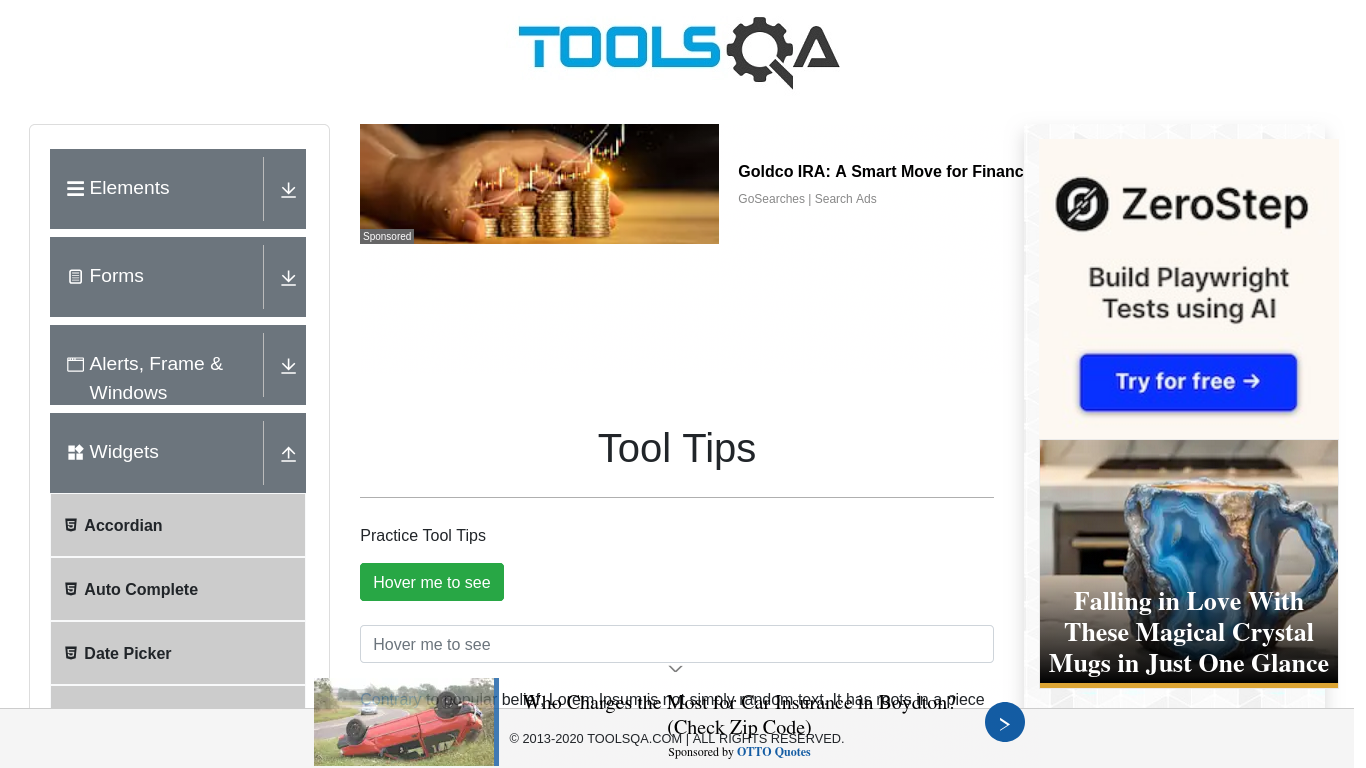 TOOLSQA
Elements
Forms
Alerts, Frame &
Windows
Widgets
Accordian
Auto Complete
Date Picker
Sponsored
Goldco IRA: A Smart Move for Financ
GoSearches | Search Ads
Tool Tips
Practice Tool Tips
Hover me to see
Hover me to see
Contrary to popular belief, Lorem Ipsum is not simply random text. It has roots in a piece
Who Charges the Most for Car Insurance in Boydton?
(Check Zip Code)
© 2013-2020 TOOLSQA.COM | ALL RIGHTS RESERVED.
Sponsored by OTTO Quotes
ZeroStep
Build Playwright
Tests using AI
Try for free →
Falling in Love With
These Magical Crystal
Mugs in Just One Glance